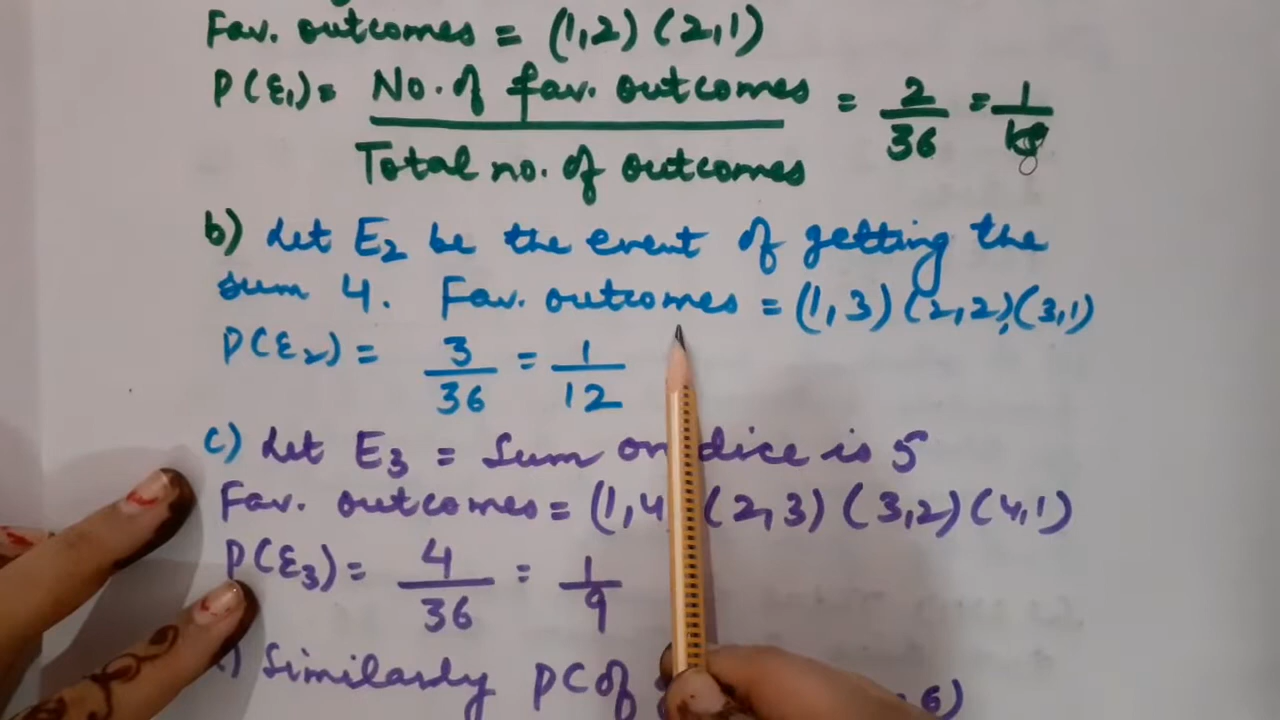 Fav. outcomes = (1,2) (2,1)
P(E1) = No. of fav. outcomes / Total no. of outcomes = 2/36 = 1/18
b) Let E2 be the event of getting the
sum 4. Fav. outcomes = (1,3) (2,2), (3,1)
P(E2) = 3/36 = 1/12
c) Let E3 = Sum on dice is 5
Fav. outcomes = (1,4 (2,3) (3,2) (4,1)
P(E3) = 4/36 = 1/9
) Similarly P(of 6)